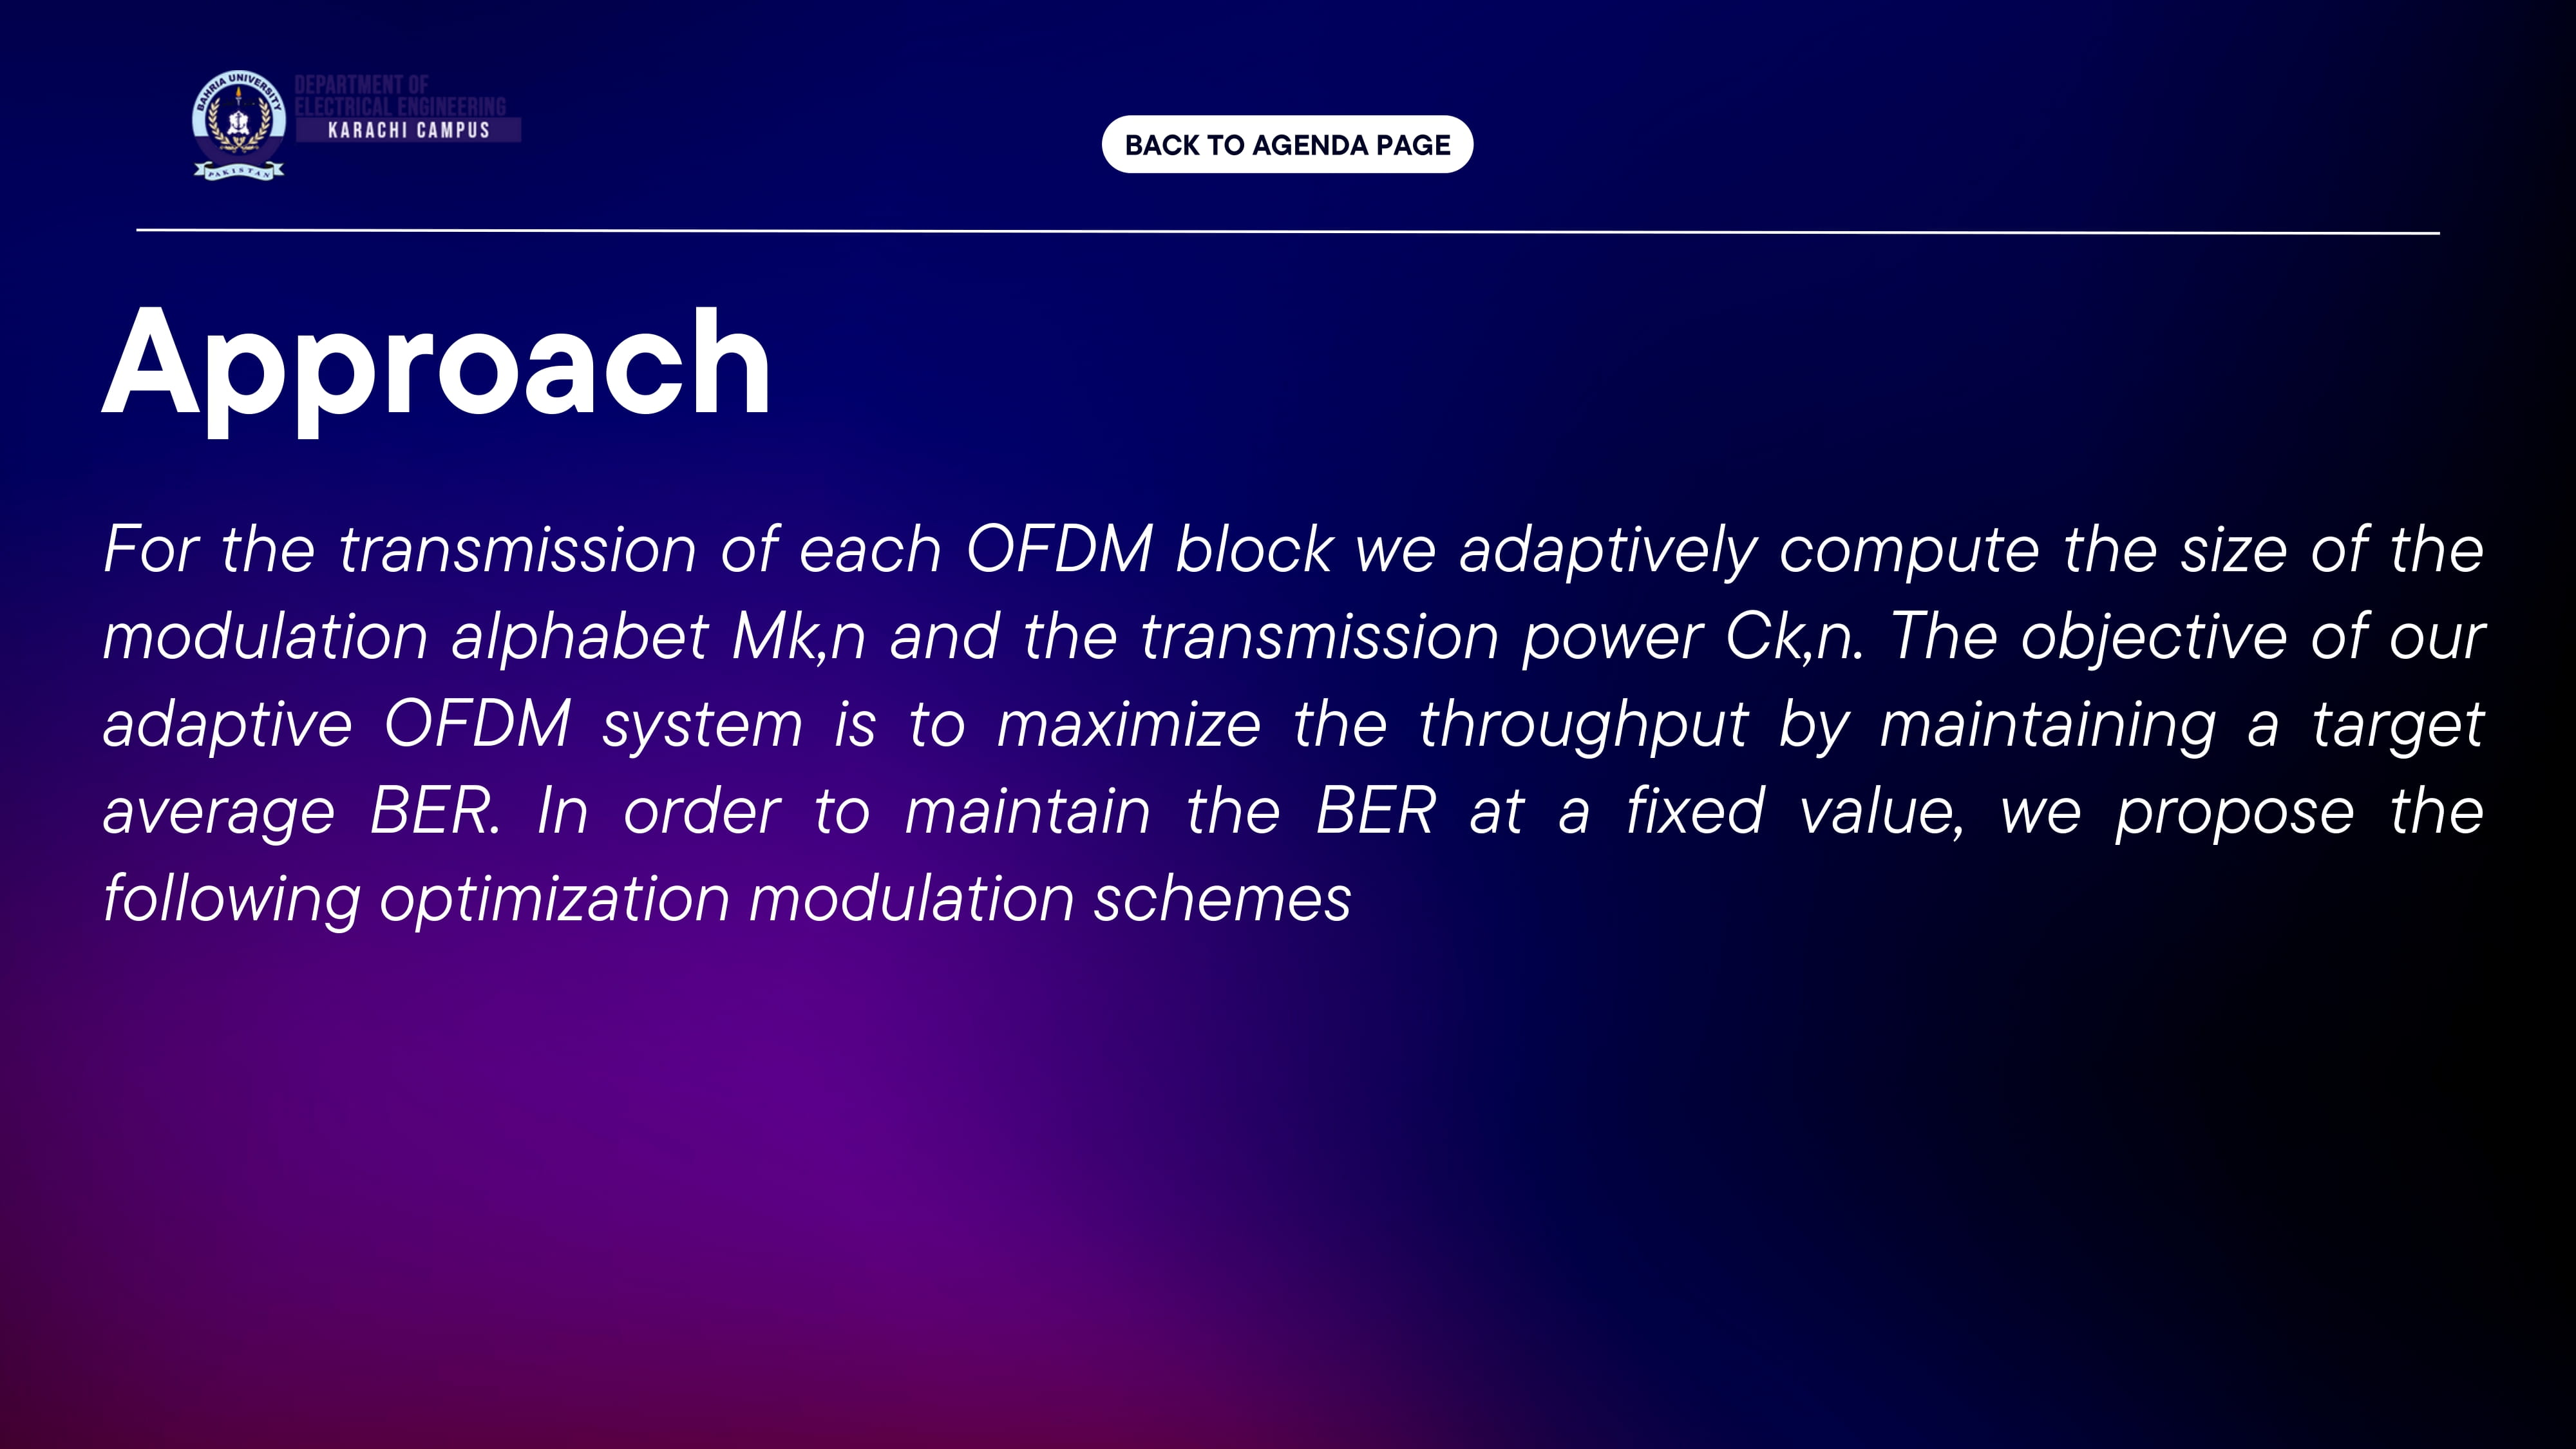 BAHRIA UNIVERSITY
PAKISTAN
DEPARTMENT OF
ELECTRICAL ENGINEERING
KARACHI CAMPUS
BACK TO AGENDA PAGE
Approach
For the transmission of each OFDM block we adaptively compute the size of the
modulation alphabet Mk,n and the transmission power Ck,n. The objective of our
adaptive OFDM system is to maximize the throughput by maintaining a target
average BER. In order to maintain the BER at a fixed value, we propose the
following optimization modulation schemes